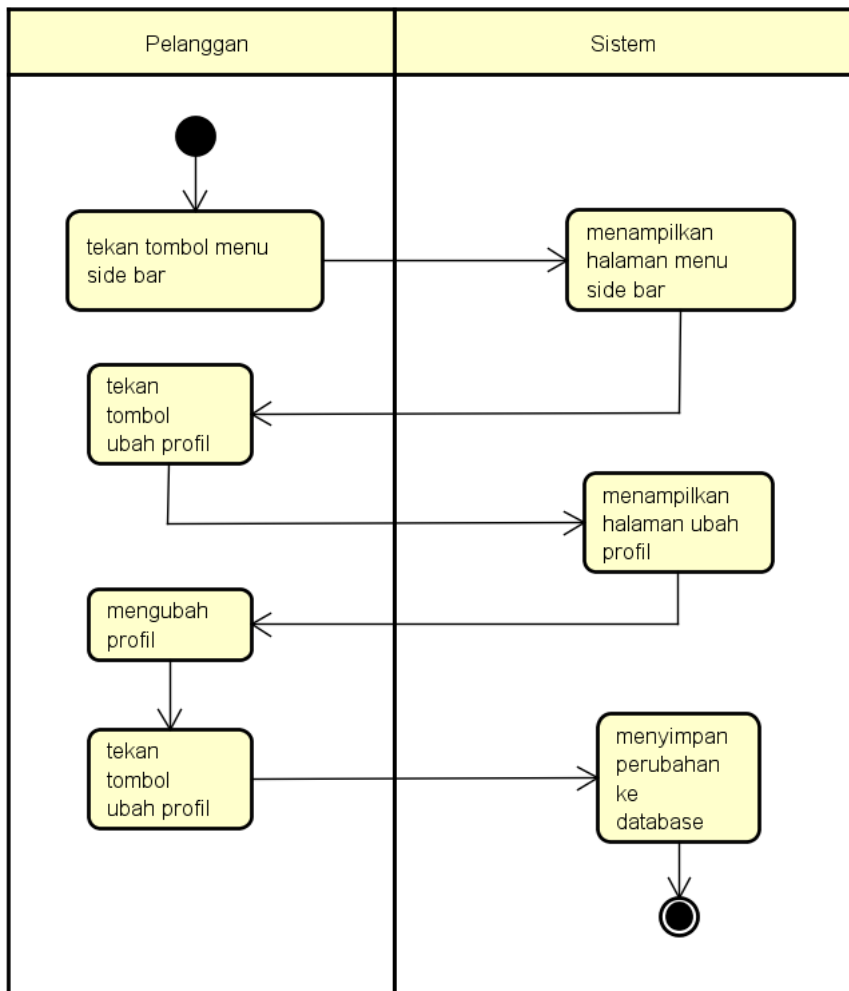 Pelanggan
Sistem
tekan tombol menu
side bar
menampilkan
halaman menu
side bar
tekan
tombol
ubah profil
menampilkan
halaman ubah
profil
mengubah
profil
tekan
tombol
ubah profil
menyimpan
perubahan
ke
database